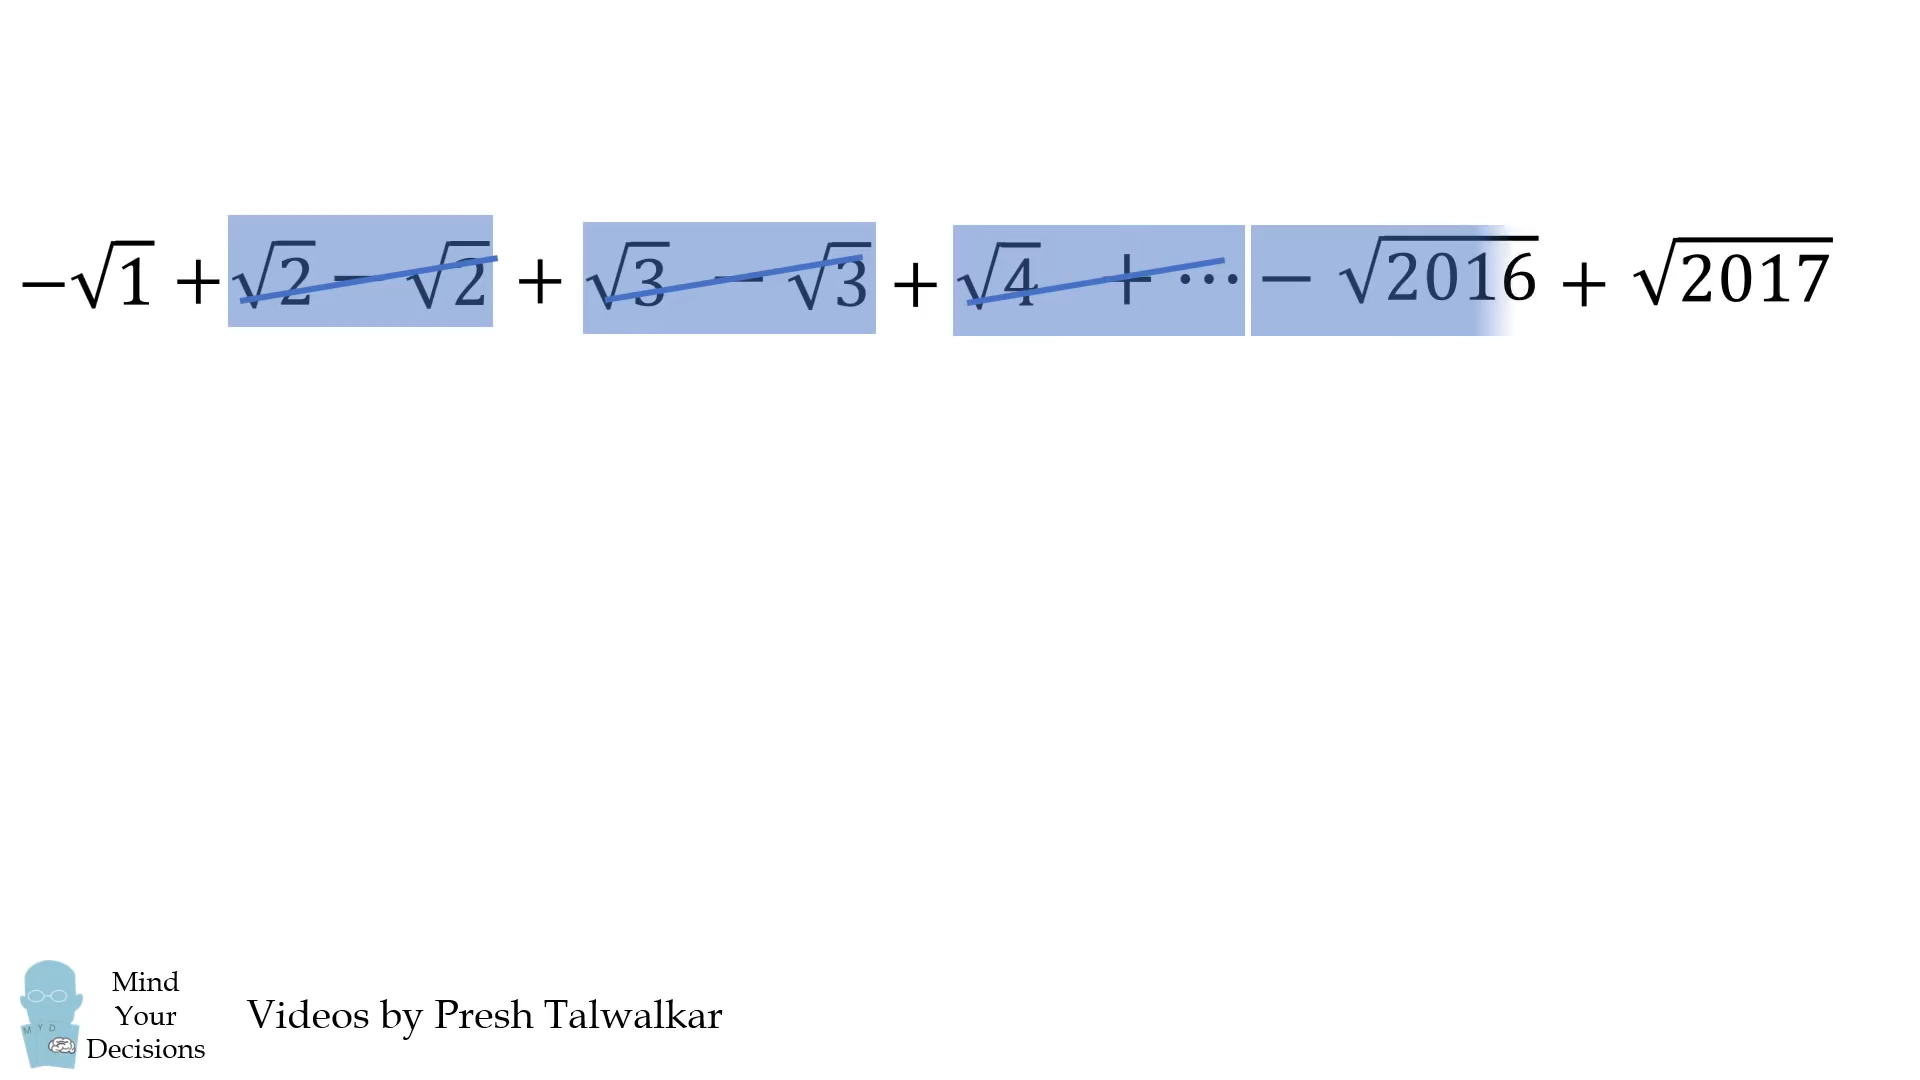 −√1 + √2 − √2 + √3 − √3 + √4 + ⋯ − √2016 + √2017
Mind
Your
Decisions
M Y D
Videos by Presh Talwalkar